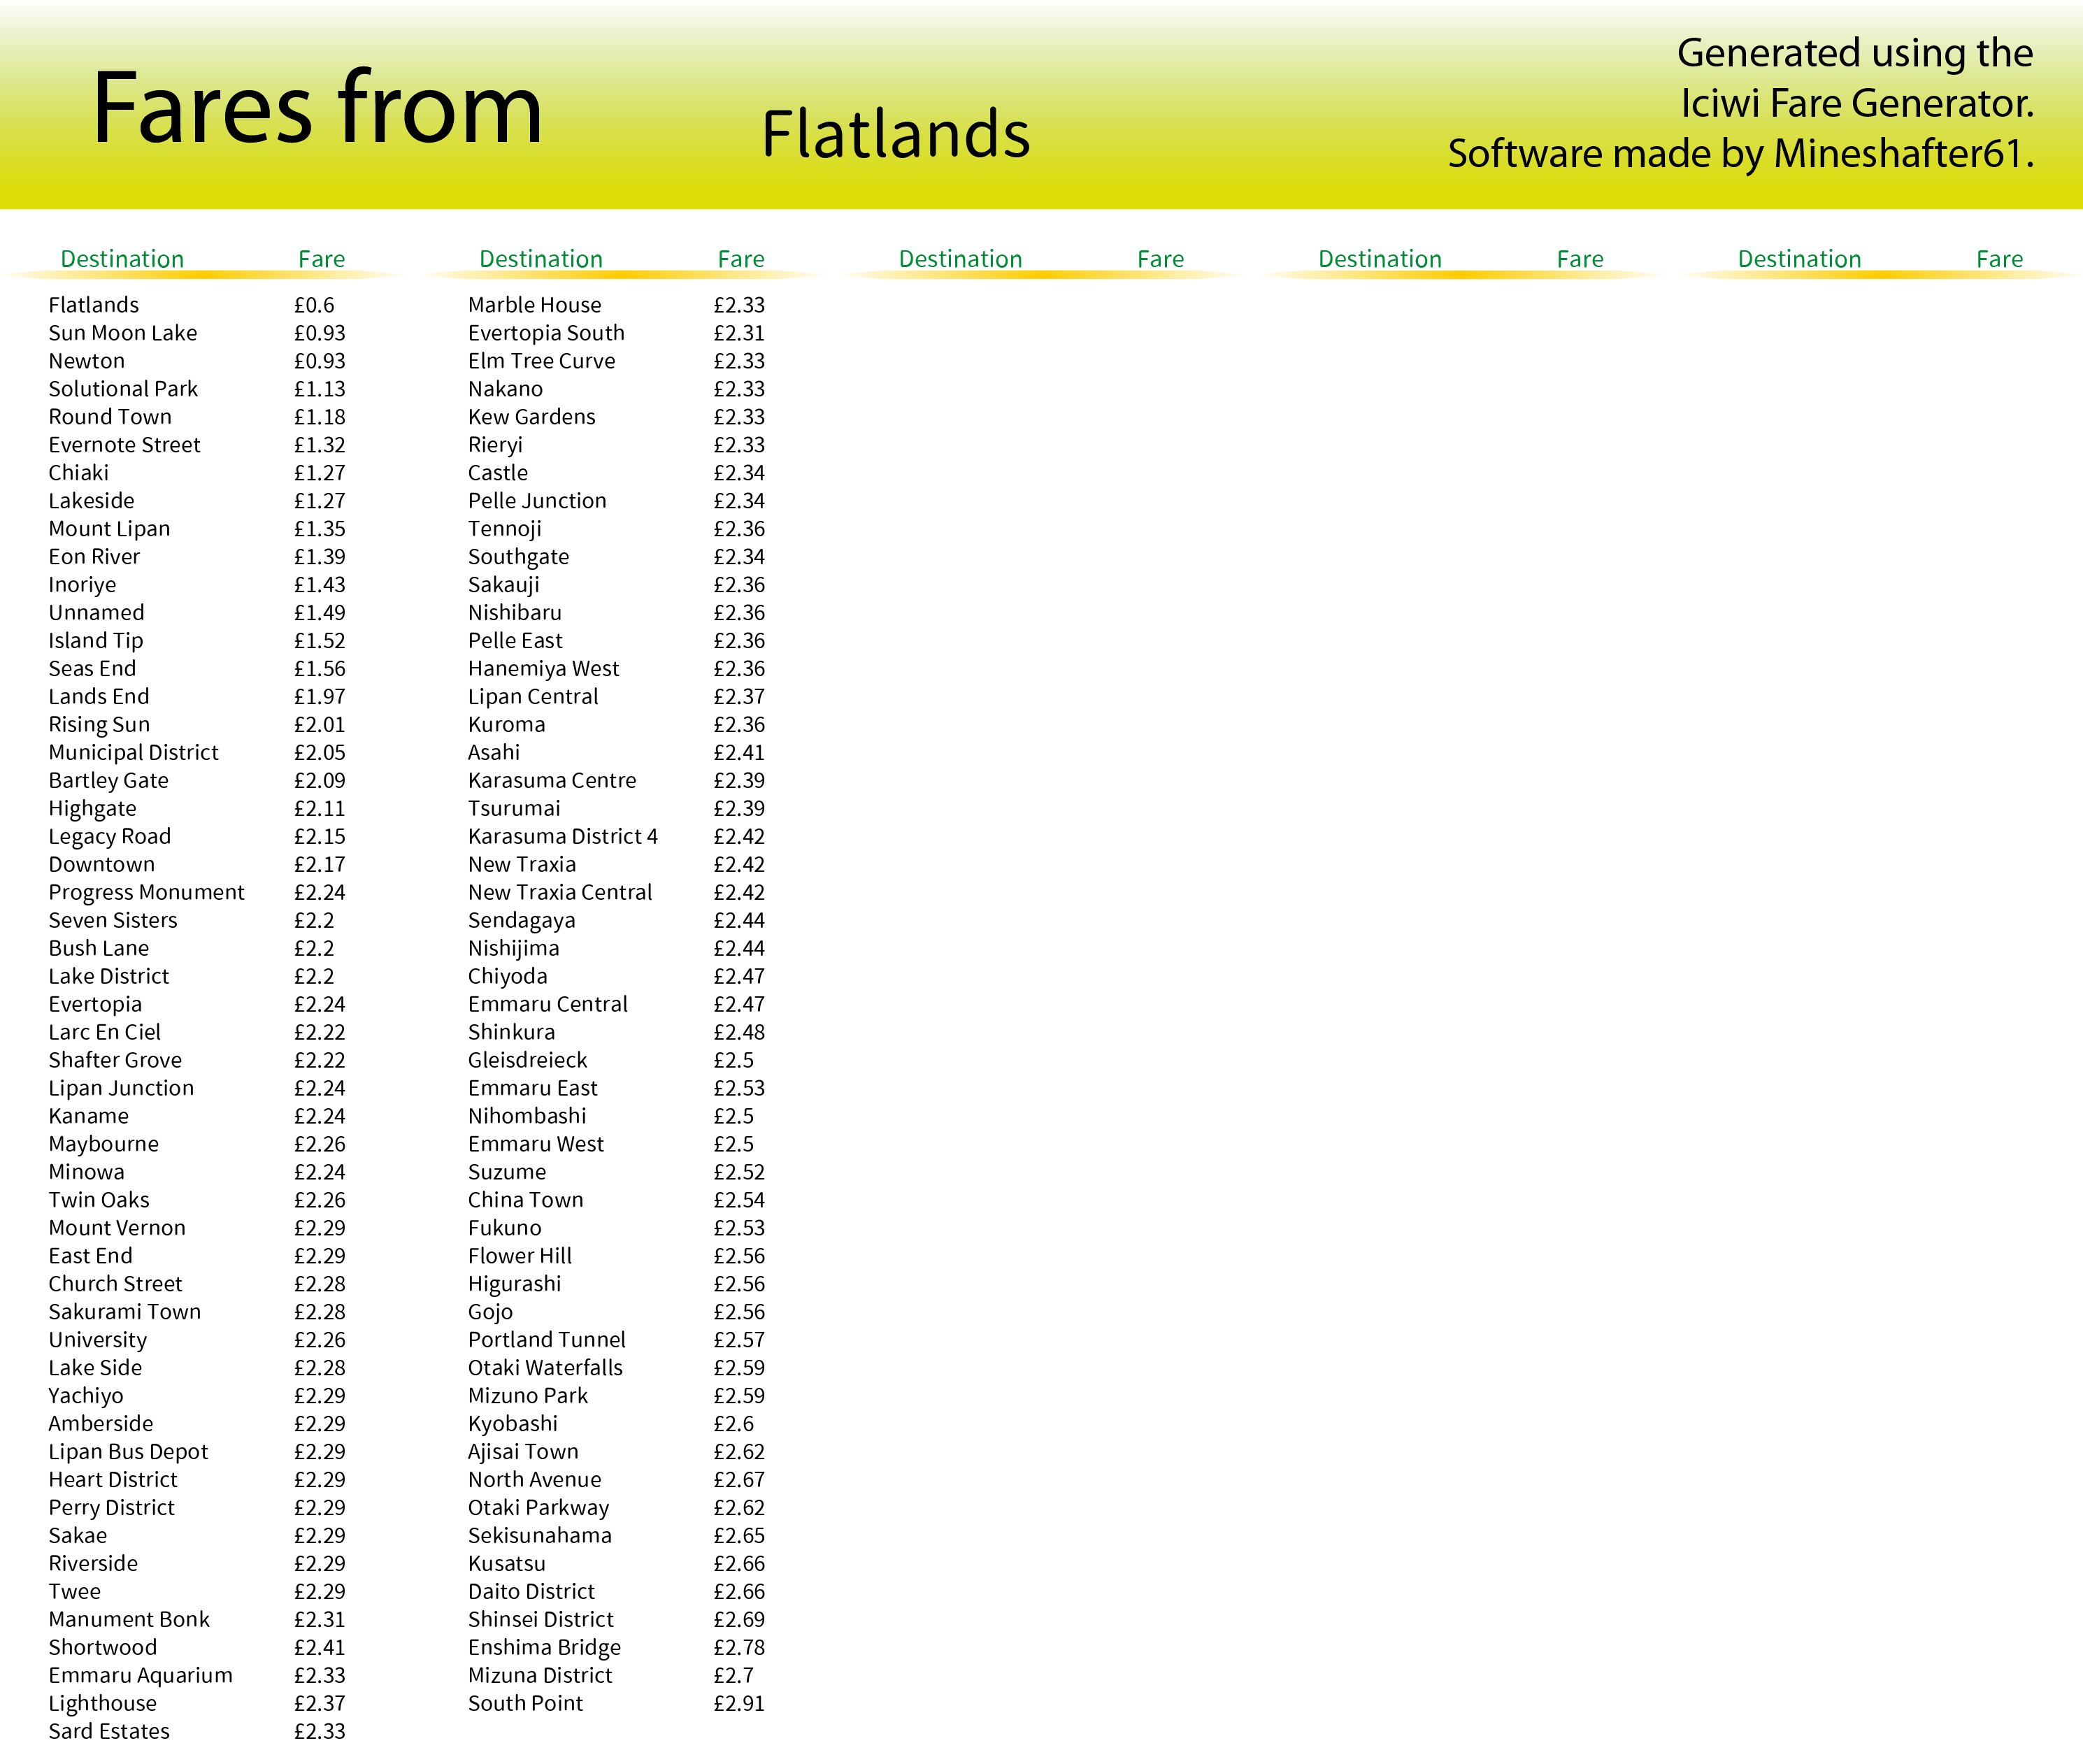 Fares from Flatlands
Generated using the
Iciwi Fare Generator.
Software made by Mineshafter61.
Destination Fare Destination Fare Destination Fare Destination Fare Destination Fare
Flatlands £0.6
Sun Moon Lake £0.93
Newton £0.93
Solutional Park £1.13
Round Town £1.18
Evernote Street £1.32
Chiaki £1.27
Lakeside £1.27
Mount Lipan £1.35
Eon River £1.39
Inoriye £1.43
Unnamed £1.49
Island Tip £1.52
Seas End £1.56
Lands End £1.97
Rising Sun £2.01
Municipal District £2.05
Bartley Gate £2.09
Highgate £2.11
Legacy Road £2.15
Downtown £2.17
Progress Monument £2.24
Seven Sisters £2.2
Bush Lane £2.2
Lake District £2.2
Evertopia £2.24
Larc En Ciel £2.22
Shafter Grove £2.22
Lipan Junction £2.24
Kaname £2.24
Maybourne £2.26
Minowa £2.24
Twin Oaks £2.26
Mount Vernon £2.29
East End £2.29
Church Street £2.28
Sakurami Town £2.28
University £2.26
Lake Side £2.28
Yachiyo £2.29
Amberside £2.29
Lipan Bus Depot £2.29
Heart District £2.29
Perry District £2.29
Sakae £2.29
Riverside £2.29
Twee £2.29
Manument Bonk £2.31
Shortwood £2.41
Emmaru Aquarium £2.33
Lighthouse £2.37
Sard Estates £2.33
Marble House £2.33
Evertopia South £2.31
Elm Tree Curve £2.33
Nakano £2.33
Kew Gardens £2.33
Rieryi £2.33
Castle £2.34
Pelle Junction £2.34
Tennoji £2.36
Southgate £2.34
Sakauji £2.36
Nishibaru £2.36
Pelle East £2.36
Hanemiya West £2.36
Lipan Central £2.37
Kuroma £2.36
Asahi £2.41
Karasuma Centre £2.39
Tsurumai £2.39
Karasuma District 4 £2.42
New Traxia £2.42
New Traxia Central £2.42
Sendagaya £2.44
Nishijima £2.44
Chiyoda £2.47
Emmaru Central £2.47
Shinkura £2.48
Gleisdreieck £2.5
Emmaru East £2.53
Nihombashi £2.5
Emmaru West £2.5
Suzume £2.52
China Town £2.54
Fukuno £2.53
Flower Hill £2.56
Higurashi £2.56
Gojo £2.56
Portland Tunnel £2.57
Otaki Waterfalls £2.59
Mizuno Park £2.59
Kyobashi £2.6
Ajisai Town £2.62
North Avenue £2.67
Otaki Parkway £2.62
Sekisunahama £2.65
Kusatsu £2.66
Daito District £2.66
Shinsei District £2.69
Enshima Bridge £2.78
Mizuna District £2.7
South Point £2.91